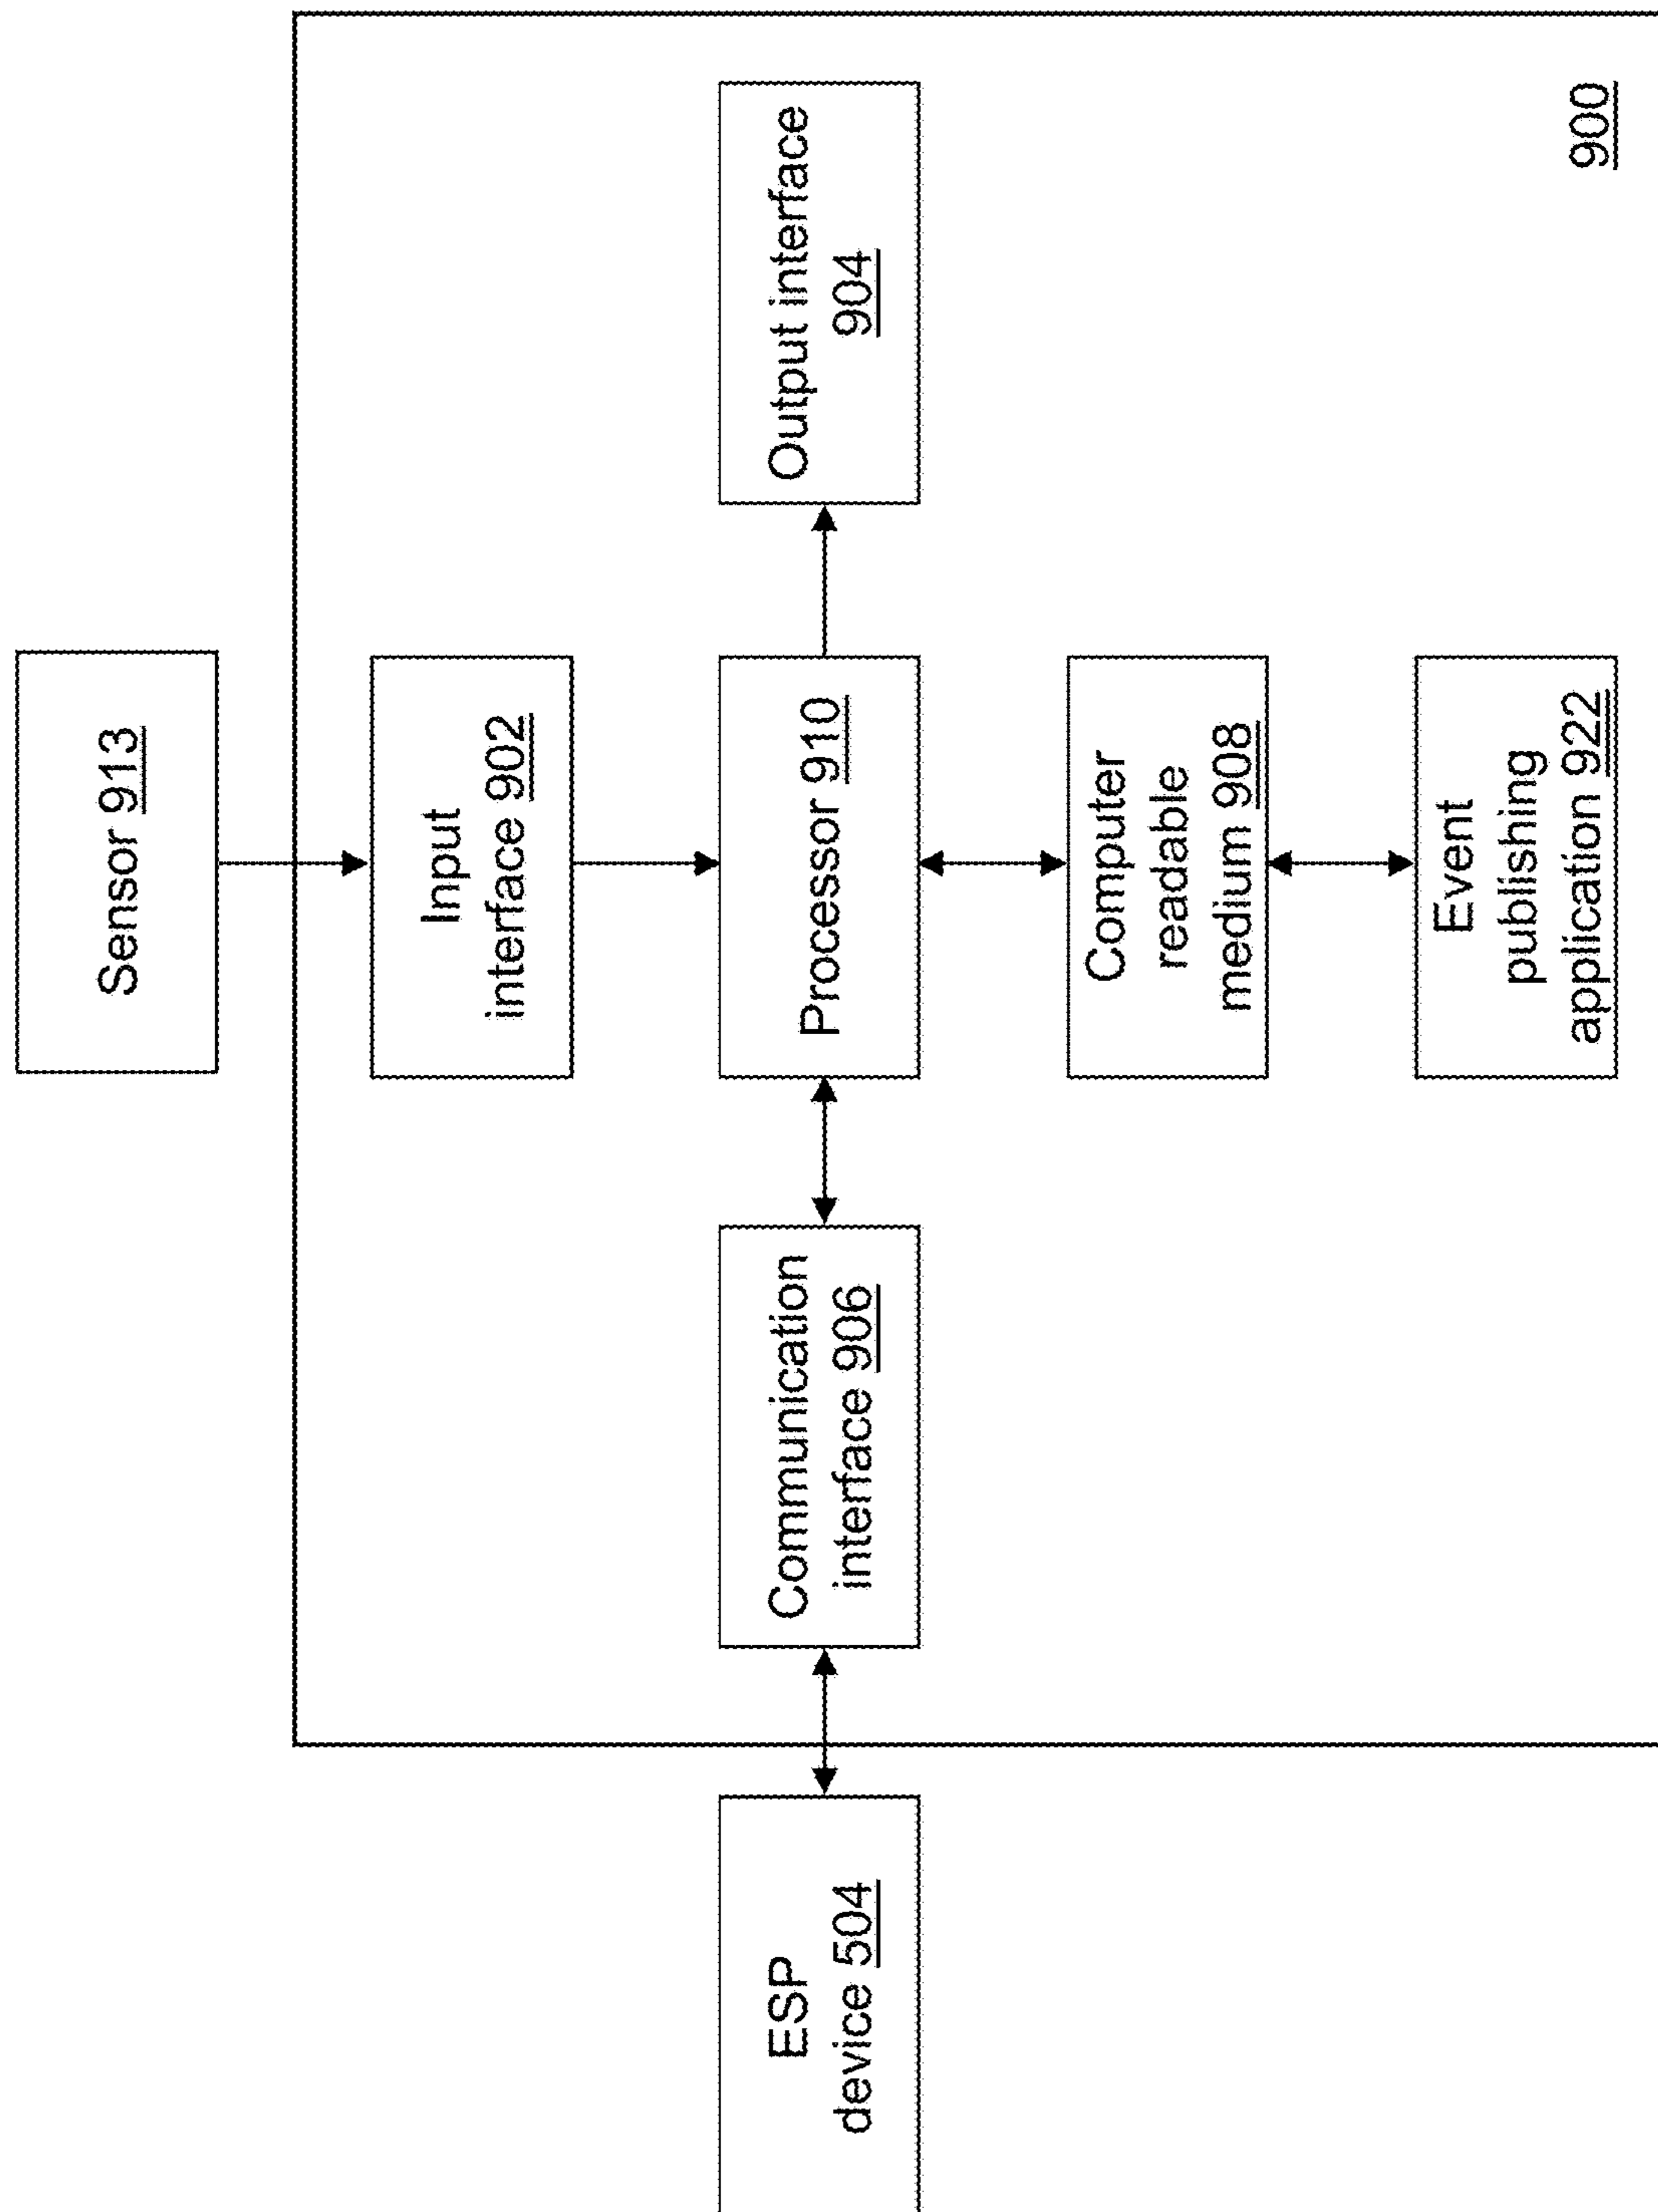 Sensor 913
Input
interface 902
ESP
device 504
Communication
interface 906
Processor 910
Output interface
904
Computer
readable
medium 908
Event
publishing
application 922
900